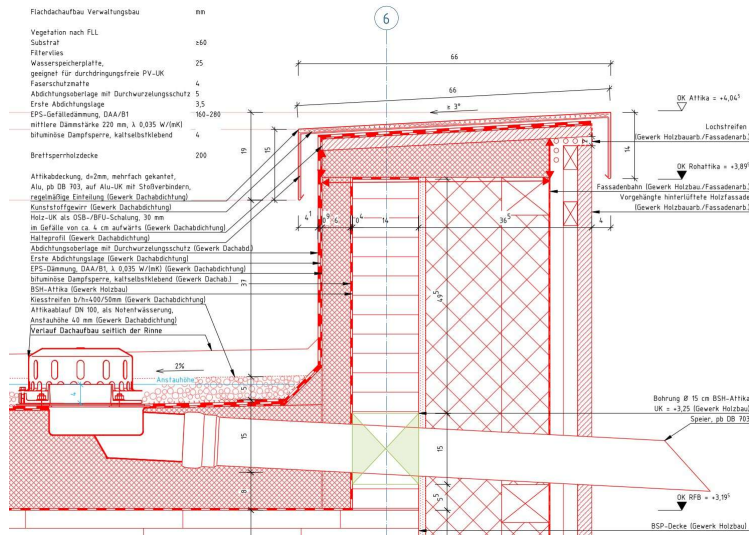 Flachdachaufbau Verwaltungsbau mm
Vegetation nach FLL
Substrat ≥60
Filtervlies
Wasserspeicherplatte, 25
geeignet für durchdringungsfreie PV-UK
Faserschutzmatte 4
Abdichtungsoberlage mit Durchwurzelungsschutz 5
Erste Abdichtungslage 3,5
EPS-Gefälledämmung, DAA/B1 160-280
mittlere Dämmstärke 220 mm, λ 0,035 W/(mK)
bituminöse Dampfsperre, kaltselbstklebend 4
Brettsperrholzdecke 200
Attikabdeckung, d=2mm, mehrfach gekantet,
Alu, pb DB 703, auf Alu-UK mit Stoßverbindern,
regelmäßige Einteilung (Gewerk Dachabdichtung)
Kunststoffgewirr (Gewerk Dachabdichtung)
Holz-UK als OSB-/BFU-Schalung, 30 mm
im Gefälle von ca. 4 cm aufwärts (Gewerk Dachabdichtung)
Halteprofil (Gewerk Dachabdichtung)
Abdichtungsoberlage mit Durchwurzelungsschutz (Gewerk Dachabd.)
Erste Abdichtungslage (Gewerk Dachabdichtung)
EPS-Dämmung, DAA/B1, λ 0,035 W/(mK) (Gewerk Dachabdichtung)
bituminöse Dampfsperre, kaltselbstklebend (Gewerk Dachab.)
BSH-Attika (Gewerk Holzbau)
Kiesstreifen b/h=400/50mm (Gewerk Dachabdichtung)
Attikaablauf DN 100, als Notentwässerung,
Anstauhöhe 40 mm (Gewerk Dachabdichtung)
Verlauf Dachaufbau seitlich der Rinne
2%
Anstauhöhe
4
5
15
8
6
66
66
≥ 3°
19
15
14
4¹
6
0⁴
14
36⁵
4
37
49⁵
15
5⁵
OK Attika = +4,04⁵
Lochstreifen
(Gewerk Holzbauarb./Fassadenarb.)
OK Rohattika = +3,89⁵
Fassadenbahn (Gewerk Holzbau/Fassadenarb.)
Vorgehängte hinterlüftete Holzfassade
(Gewerk Holzbauarb./Fassadenarb.)
Bohrung Ø 15 cm BSH-Attika
UK = +3,25 (Gewerk Holzbau)
Speier, pb DB 703
OK RFB = +3,19⁵
BSP-Decke (Gewerk Holzbau)